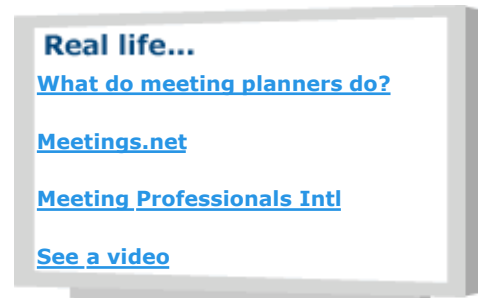 Real life...
What do meeting planners do?
Meetings.net
Meeting Professionals Intl
See a video